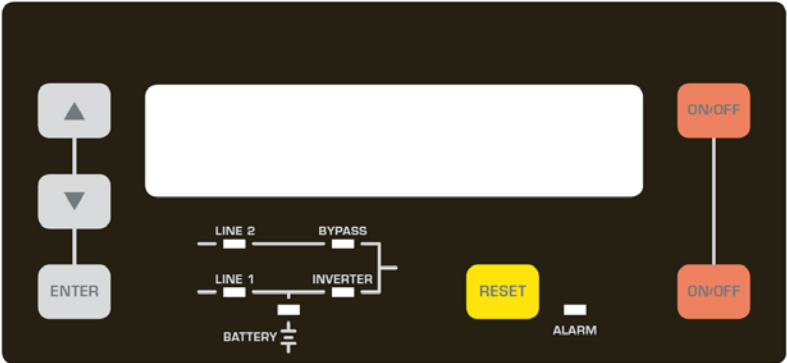 ON/OFF
LINE 2
BYPASS
LINE 1
INVERTER
ENTER
RESET
ON/OFF
BATTERY
ALARM